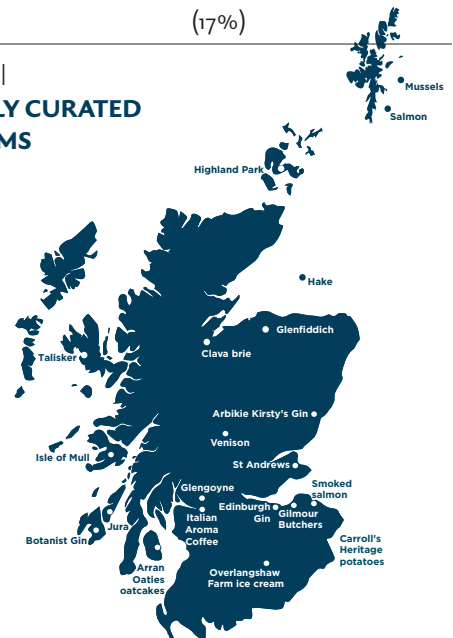 (17%)
LY CURATED
MS
Mussels
Salmon
Highland Park
Hake
Glenfiddich
Clava brie
Talisker
Arbikie Kirsty's Gin
Venison
Isle of Mull
St Andrews
Glengoyne
Smoked
salmon
Edinburgh
Gin
Gilmour
Butchers
Italian
Aroma
Coffee
Jura
Botanist Gin
Carroll's
Heritage
potatoes
Arran
Oaties
oatcakes
Overlangshaw
Farm ice cream